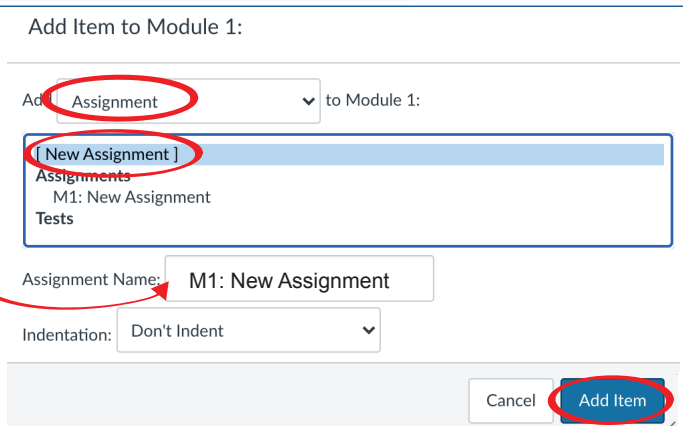 Add Item to Module 1:
Add Assignment to Module 1:
[ New Assignment ]
Assignments
M1: New Assignment
Tests
Assignment Name: M1: New Assignment
Indentation: Don't Indent
Cancel Add Item